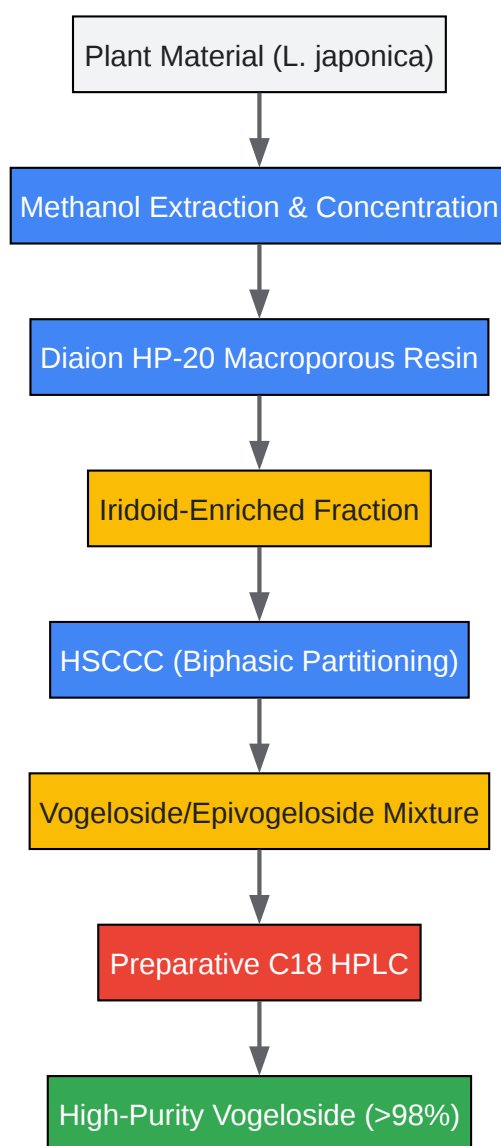 Plant Material (L. japonica)
Methanol Extraction & Concentration
Diaion HP-20 Macroporous Resin
Iridoid-Enriched Fraction
HSCCC (Biphasic Partitioning)
Vogeloside/Epivogeloside Mixture
Preparative C18 HPLC
High-Purity Vogeloside (>98%)